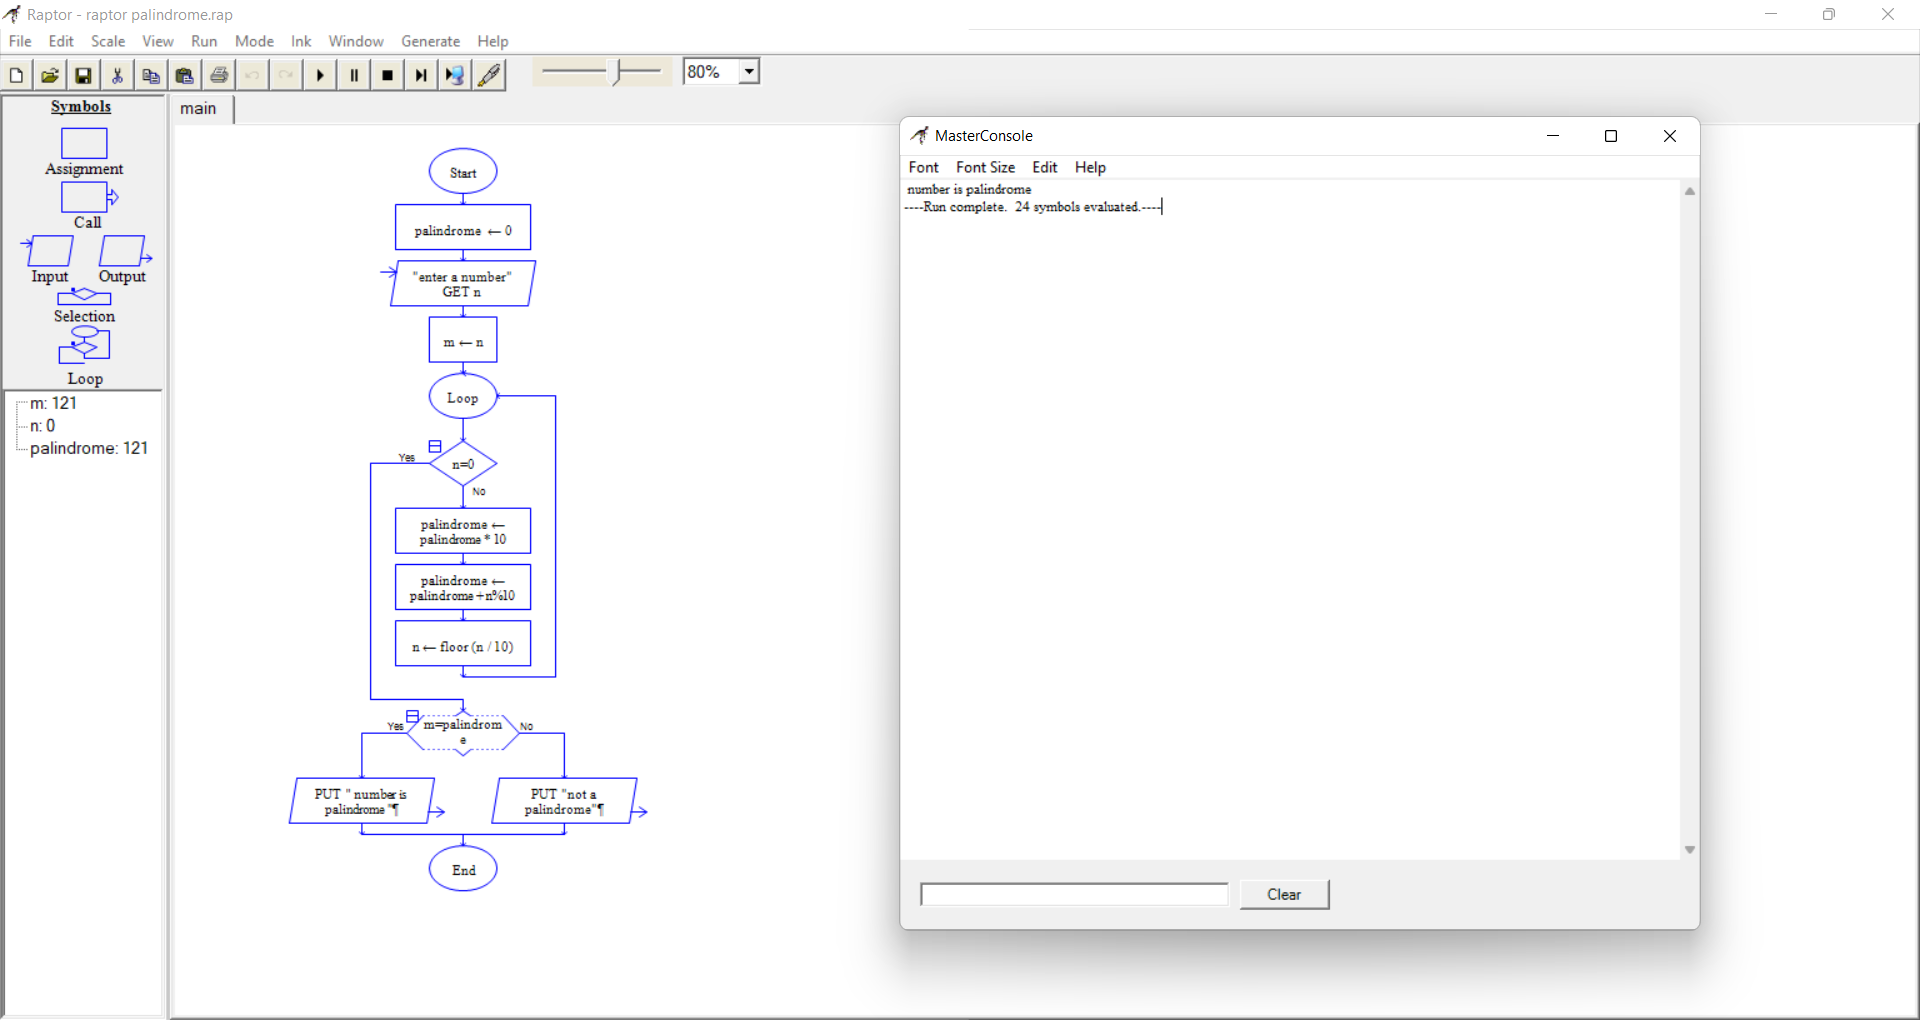 Raptor - raptor palindrome.rap
File Edit Scale View Run Mode Ink Window Generate Help
80%
Symbols
Assignment
Call
Input Output
Selection
Loop
m: 121
n: 0
palindrome: 121
main
Start
palindrome ← 0
"enter a number"
GET n
m ← n
Loop
Yes
n=0
No
palindrome ←
palindrome * 10
palindrome ←
palindrome +n%10
n ← floor (n / 10)
Yes
m=palindrom
e
No
PUT " number is
palindrome "¶
PUT "not a
palindrome"¶
End
MasterConsole
Font Font Size Edit Help
number is palindrome
----Run complete.  24 symbols evaluated.----
Clear